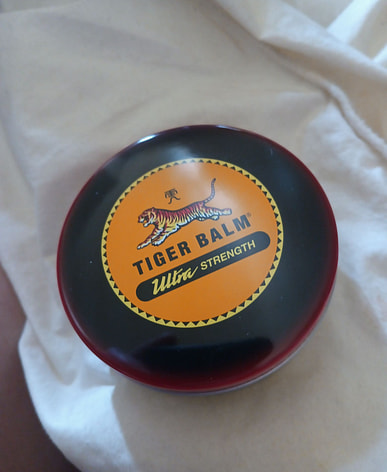 TIGER BALM®
Ultra STRENGTH